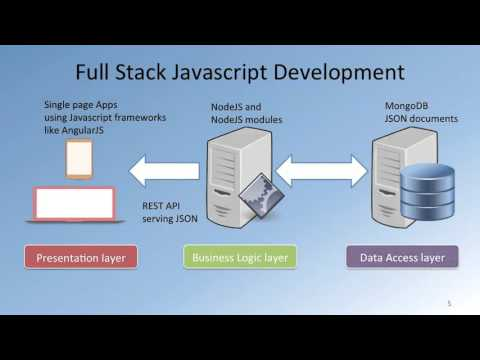 Full Stack Javascript Development
Single page Apps
using Javascript frameworks
like AngularJS
NodeJS and
NodeJS modules
MongoDB
JSON documents
REST API
serving JSON
Presentation layer
Business Logic layer
Data Access layer
5